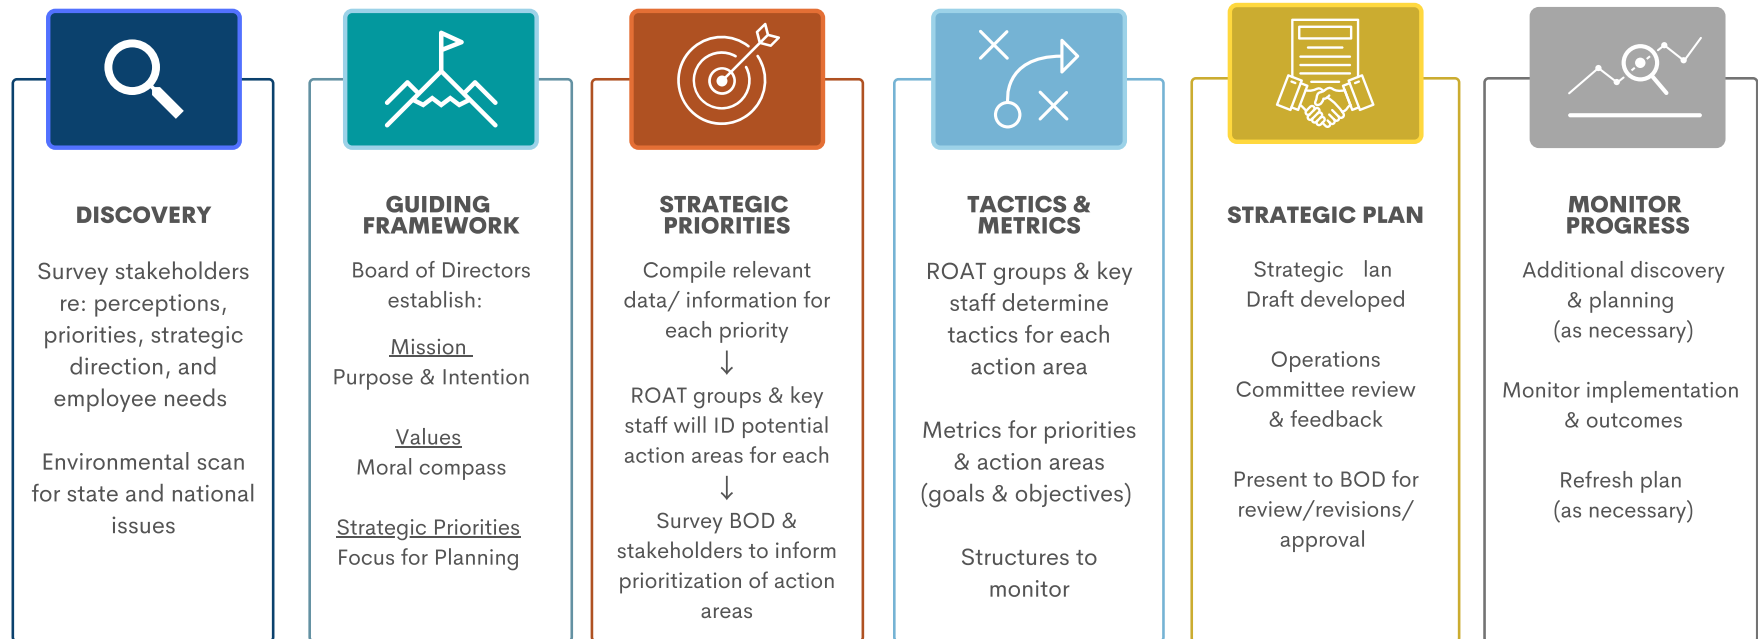 DISCOVERY
Survey stakeholders
re: perceptions,
priorities, strategic
direction, and
employee needs
Environmental scan
for state and national
issues
GUIDING
FRAMEWORK
Board of Directors
establish:
Mission
Purpose & Intention
Values
Moral compass
Strategic Priorities
Focus for Planning
STRATEGIC
PRIORITIES
Compile relevant
data/ information for
each priority
↓
ROAT groups & key
staff will ID potential
action areas for each
↓
Survey BOD &
stakeholders to inform
prioritization of action
areas
TACTICS &
METRICS
ROAT groups & key
staff determine
tactics for each
action area
Metrics for priorities
& action areas
(goals & objectives)
Structures to
monitor
STRATEGIC PLAN
Strategic lan
Draft developed
Operations
Committee review
& feedback
Present to BOD for
review/revisions/
approval
MONITOR
PROGRESS
Additional discovery
& planning
(as necessary)
Monitor implementation
& outcomes
Refresh plan
(as necessary)